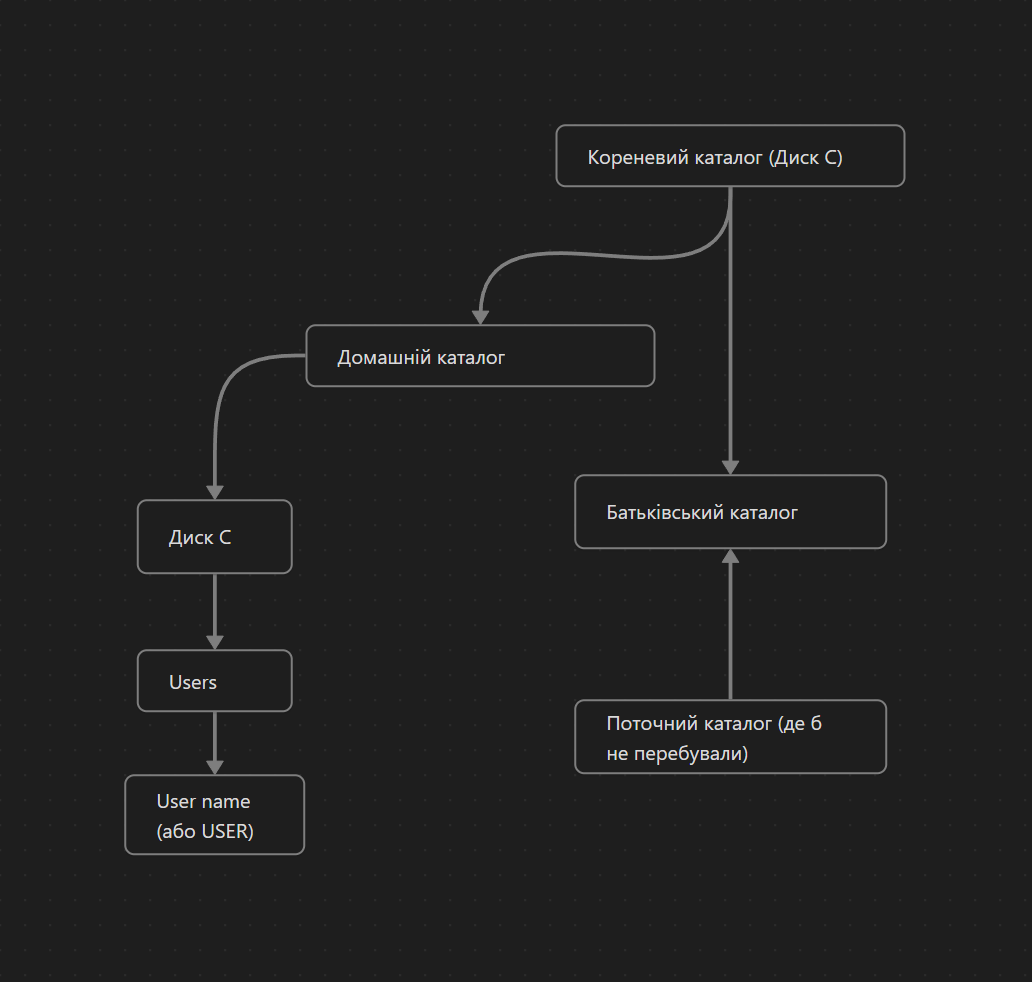 Кореневий каталог (Диск C)
Домашній каталог
Диск C
Батьківський каталог
Users
Поточний каталог (де б
не перебували)
User name
(або USER)